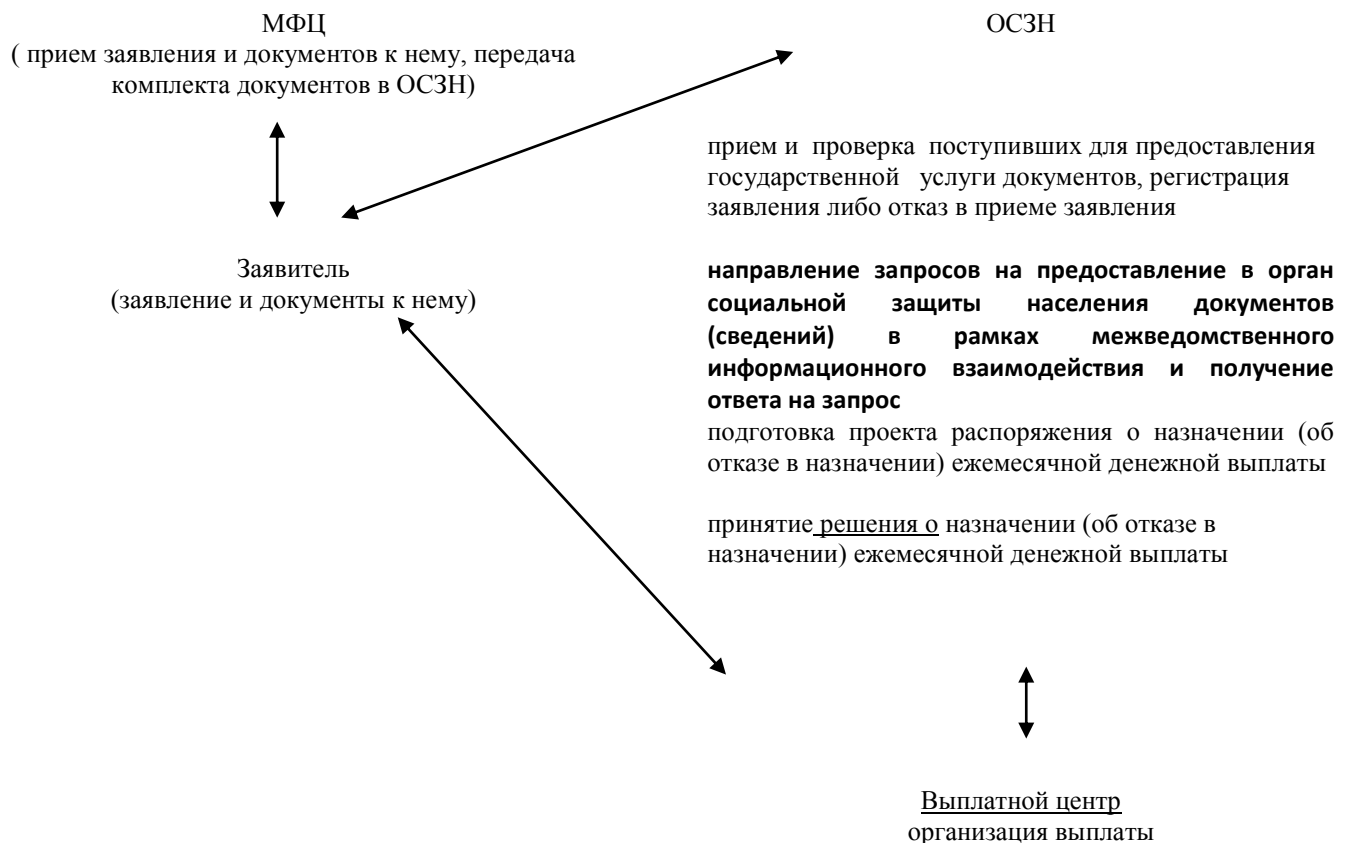 МФЦ
( прием заявления и документов к нему, передача
комплекта документов в ОСЗН)
Заявитель
(заявление и документы к нему)
ОСЗН
прием и проверка поступивших для предоставления
государственной услуги документов, регистрация
заявления либо отказ в приеме заявления
направление запросов на предоставление в орган
социальной защиты населения документов
(сведений) в рамках межведомственного
информационного взаимодействия и получение
ответа на запрос
подготовка проекта распоряжения о назначении (об
отказе в назначении) ежемесячной денежной выплаты
принятие решения о назначении (об отказе в
назначении) ежемесячной денежной выплаты
Выплатной центр
организация выплаты